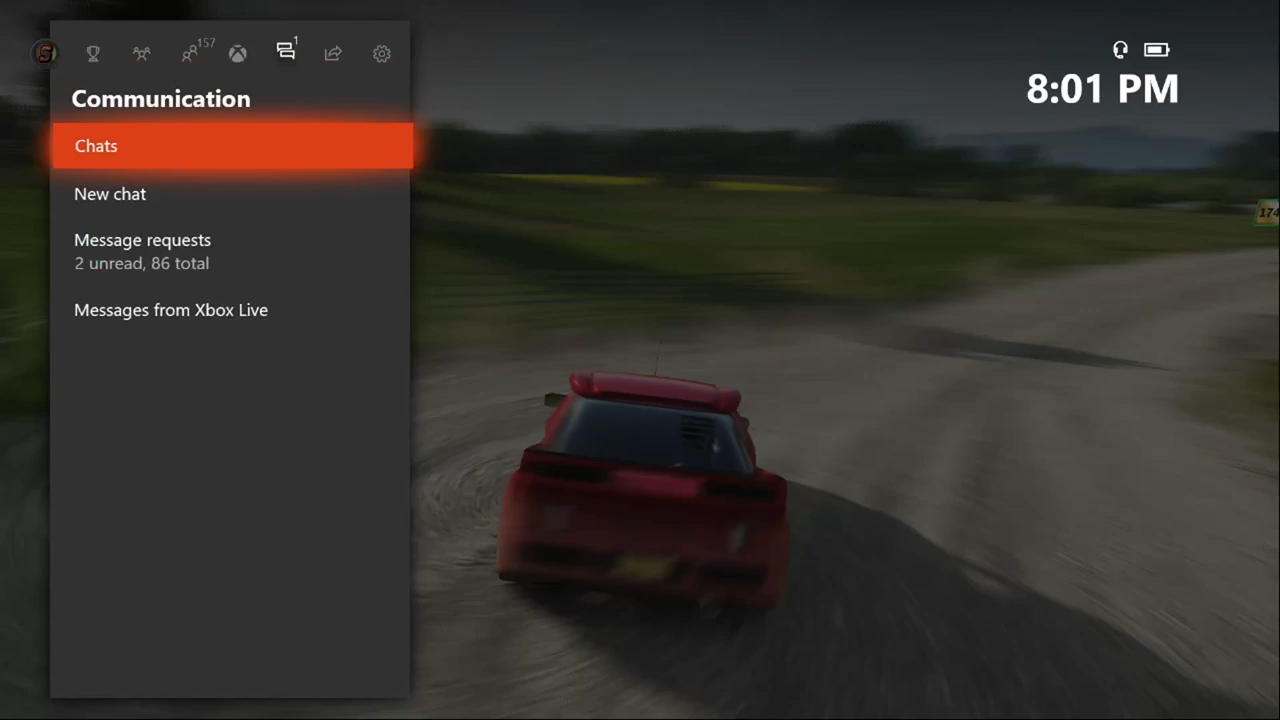 157
1
8:01 PM
Communication
Chats
New chat
Message requests
2 unread, 86 total
Messages from Xbox Live
174